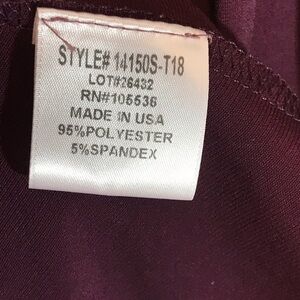 STYLE# 14150S-T18
LOT#26432
RN#105536
MADE IN USA
95%POLYESTER
5%SPANDEX